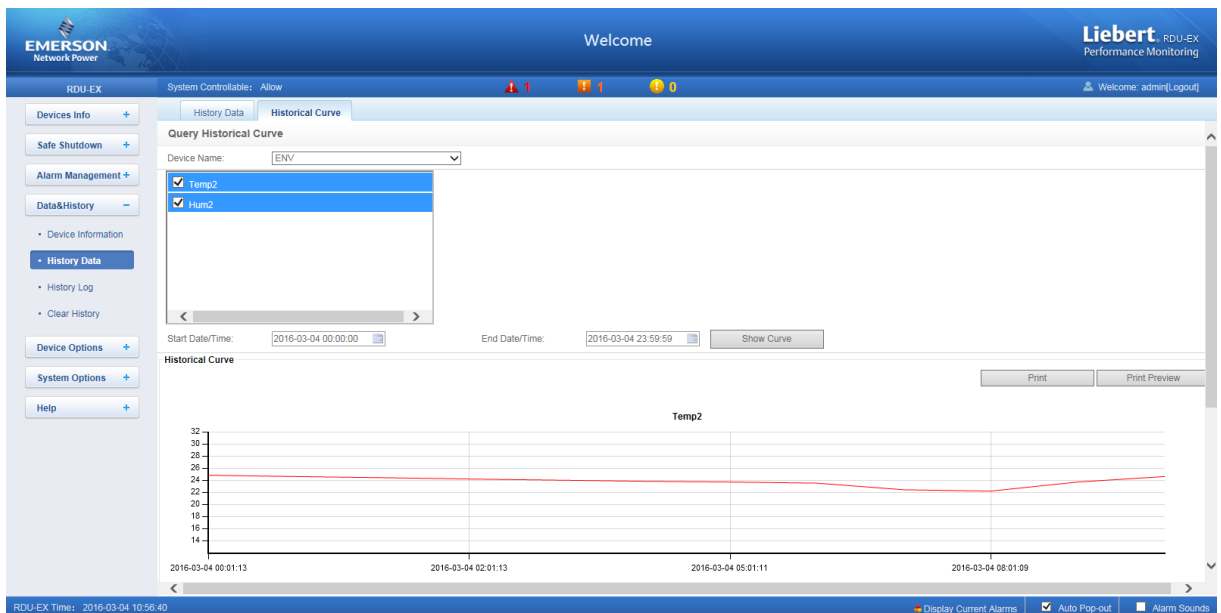 EMERSON
Network Power
Welcome
Liebert® RDU-EX
Performance Monitoring
RDU-EX
System Controllable: Allow
1
1
0
Welcome: admin[Logout]
Devices Info +
Safe Shutdown +
Alarm Management +
Data&History −
• Device Information
• History Data
• History Log
• Clear History
Device Options +
System Options +
Help +
History Data
Historical Curve
Query Historical Curve
Device Name: ENV
Temp2
Hum2
Start Date/Time: 2016-03-04 00:00:00
End Date/Time: 2016-03-04 23:59:59
Show Curve
Historical Curve
Print
Print Preview
Temp2
32
30
28
26
24
22
20
18
16
14
2016-03-04 00:01:13
2016-03-04 02:01:13
2016-03-04 05:01:11
2016-03-04 08:01:09
RDU-EX Time: 2016-03-04 10:56:40
Display Current Alarms
Auto Pop-out
Alarm Sounds